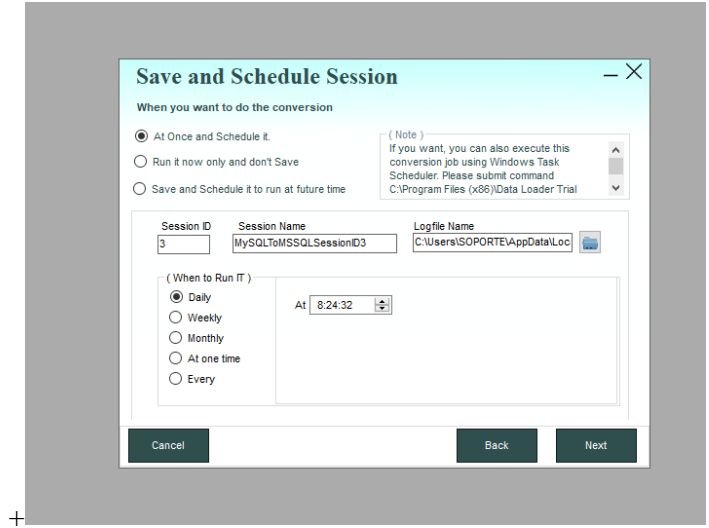 Save and Schedule Session
When you want to do the conversion
At Once and Schedule it.
Run it now only and don't Save
Save and Schedule it to run at future time
( Note )
If you want, you can also execute this
conversion job using Windows Task
Scheduler. Please submit command
C:\Program Files (x86)\Data Loader Trial
Session ID Session Name Logfile Name
3 MySQLToMSSQLSessionID3 C:\Users\SOPORTE\AppData\Loc
( When to Run IT )
Daily
Weekly
Monthly
At one time
Every
At 8:24:32
Cancel Back Next